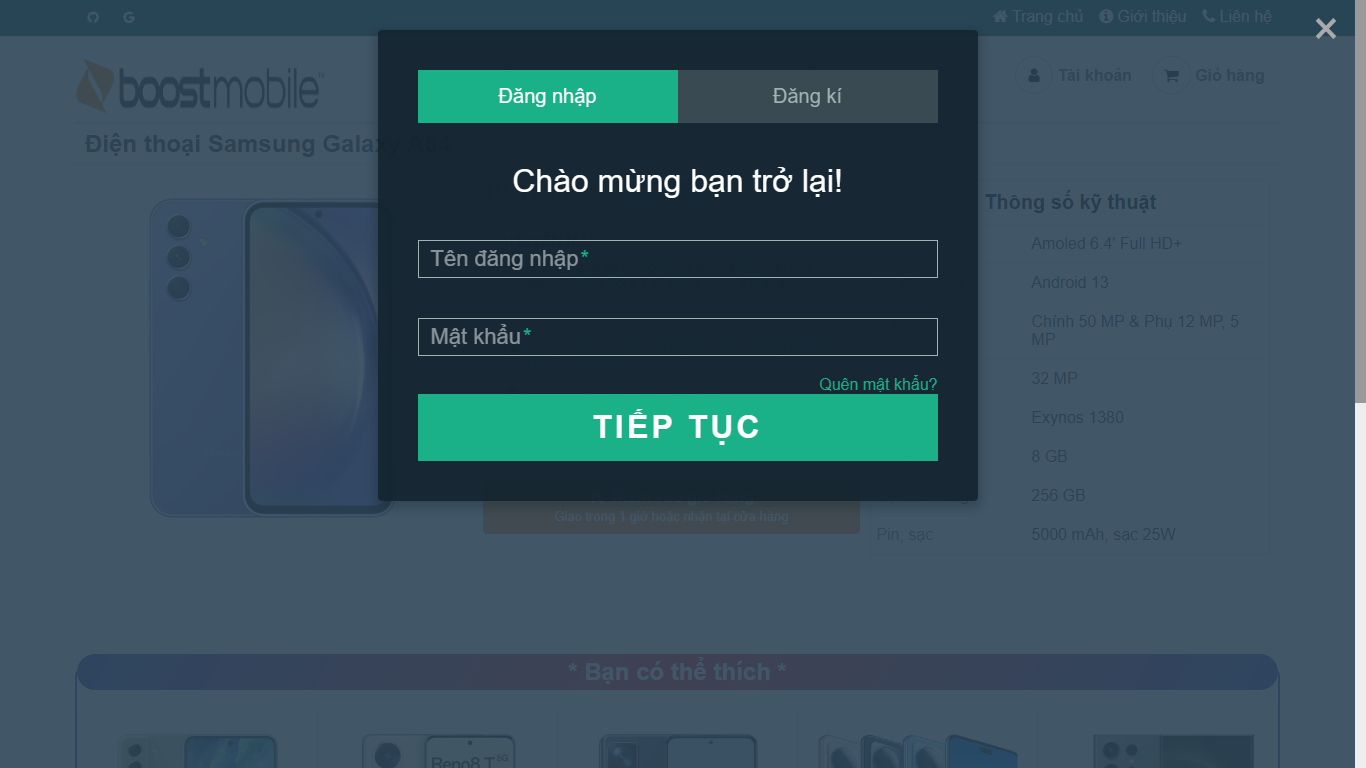 Trang chủ Giới thiệu Liên hệ
boostmobile
Tài khoản Giỏ hàng
Điện thoại Samsung Galaxy A54
Đăng nhập Đăng kí
Chào mừng bạn trở lại!
Tên đăng nhập*
Mật khẩu*
Quên mật khẩu?
TIẾP TỤC
Giao trong 1 giờ hoặc nhận tại cửa hàng
Thông số kỹ thuật
Amoled 6.4' Full HD+
Android 13
Chính 50 MP & Phụ 12 MP, 5
MP
32 MP
Exynos 1380
8 GB
256 GB
Pin, sạc 5000 mAh, sạc 25W
* Bạn có thể thích *
Reno8 T 5G